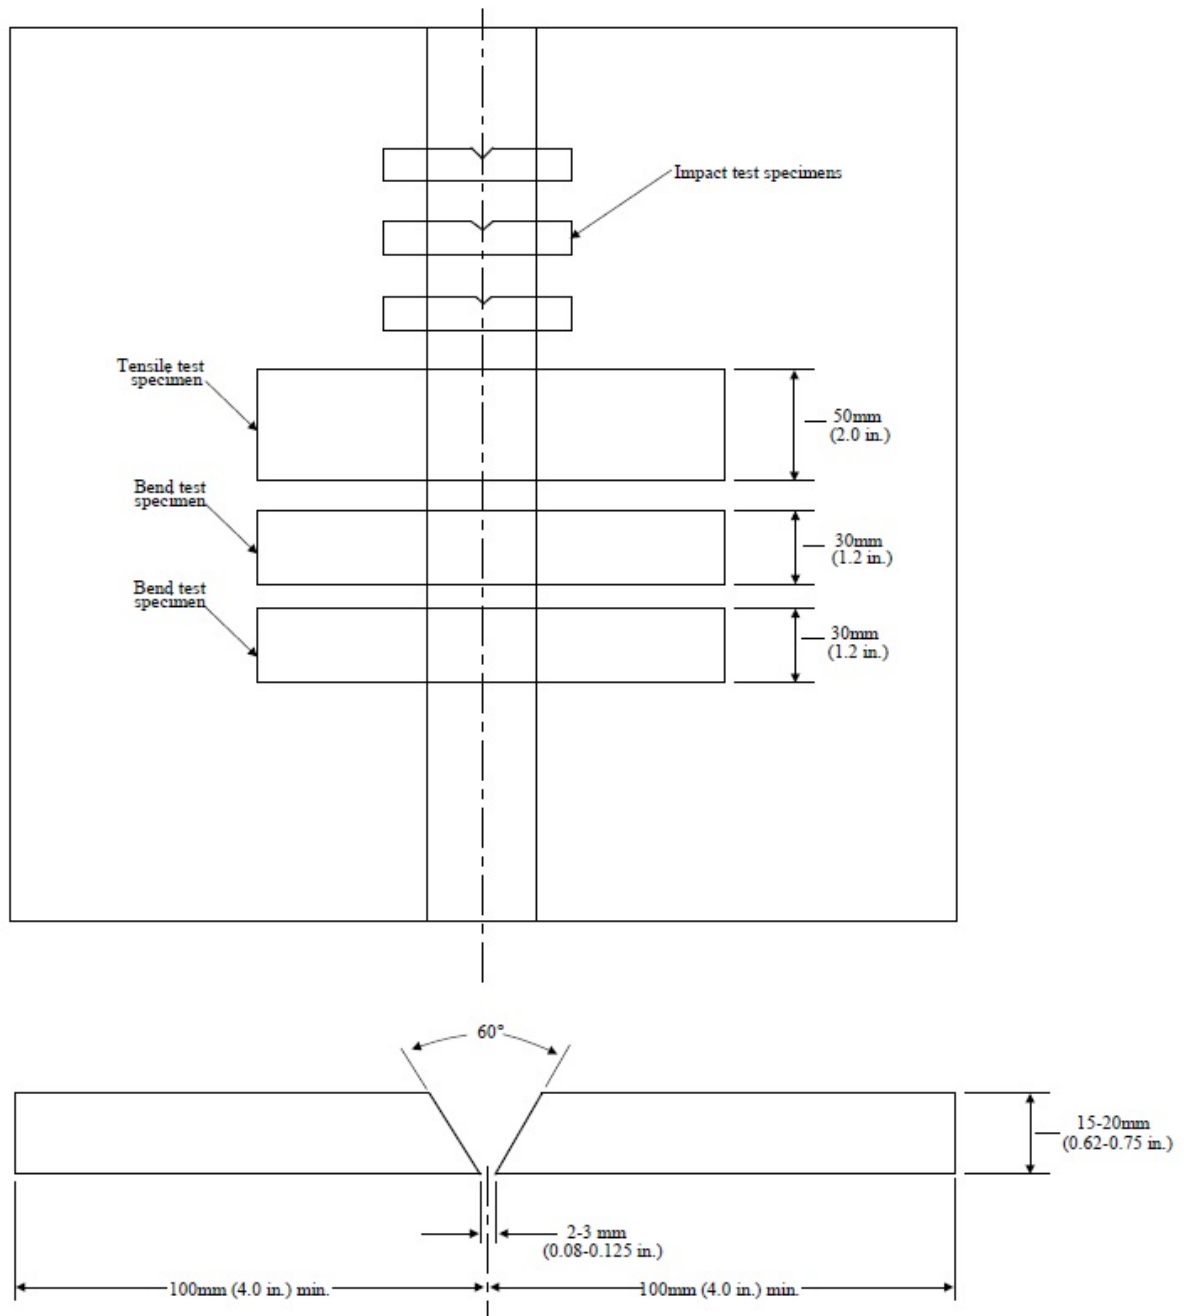 Impact test specimens
Tensile test
specimen
50mm
(2.0 in.)
Bend test
specimen
30mm
(1.2 in.)
Bend test
specimen
30mm
(1.2 in.)
60°
15-20mm
(0.62-0.75 in.)
2-3 mm
(0.08-0.125 in.)
100mm (4.0 in.) min.
100mm (4.0 in.) min.